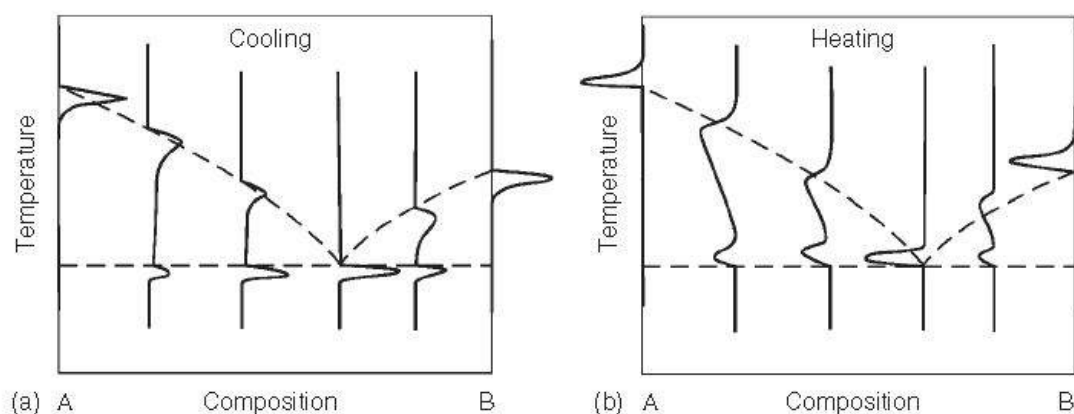 Cooling
Temperature
(a) A Composition B
Heating
Temperature
(b) A Composition B